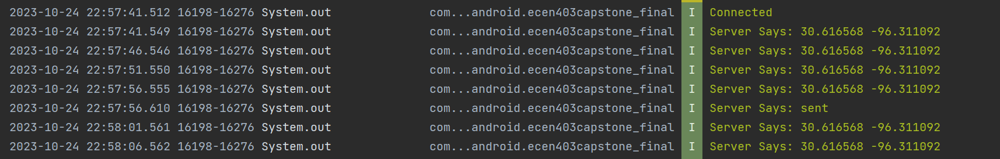 2023-10-24 22:57:41.512 16198-16276 System.out com...android.ecen403capstone_final I Connected
2023-10-24 22:57:41.549 16198-16276 System.out com...android.ecen403capstone_final I Server Says: 30.616568 -96.311092
2023-10-24 22:57:46.546 16198-16276 System.out com...android.ecen403capstone_final I Server Says: 30.616568 -96.311092
2023-10-24 22:57:51.550 16198-16276 System.out com...android.ecen403capstone_final I Server Says: 30.616568 -96.311092
2023-10-24 22:57:56.555 16198-16276 System.out com...android.ecen403capstone_final I Server Says: 30.616568 -96.311092
2023-10-24 22:57:56.610 16198-16276 System.out com...android.ecen403capstone_final I Server Says: sent
2023-10-24 22:58:01.561 16198-16276 System.out com...android.ecen403capstone_final I Server Says: 30.616568 -96.311092
2023-10-24 22:58:06.562 16198-16276 System.out com...android.ecen403capstone_final I Server Says: 30.616568 -96.311092